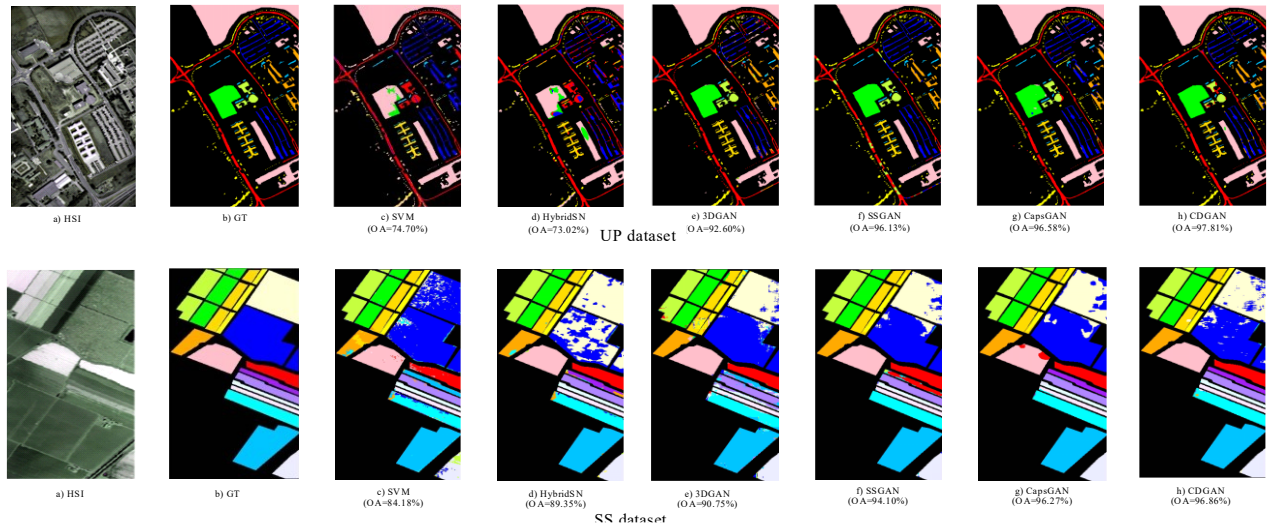 a) HSI
b) GT
c) SVM
(OA=74.70%)
d) HybridSN
(OA=73.02%)
e) 3DGAN
(OA=92.60%)
f) SSGAN
(OA=96.13%)
g) CapsGAN
(OA=96.58%)
h) CDGAN
(OA=97.81%)
UP dataset
a) HSI
b) GT
c) SVM
(OA=84.18%)
d) HybridSN
(OA=89.35%)
e) 3DGAN
(OA=90.75%)
f) SSGAN
(OA=94.10%)
g) CapsGAN
(OA=96.27%)
h) CDGAN
(OA=96.86%)
SS dataset